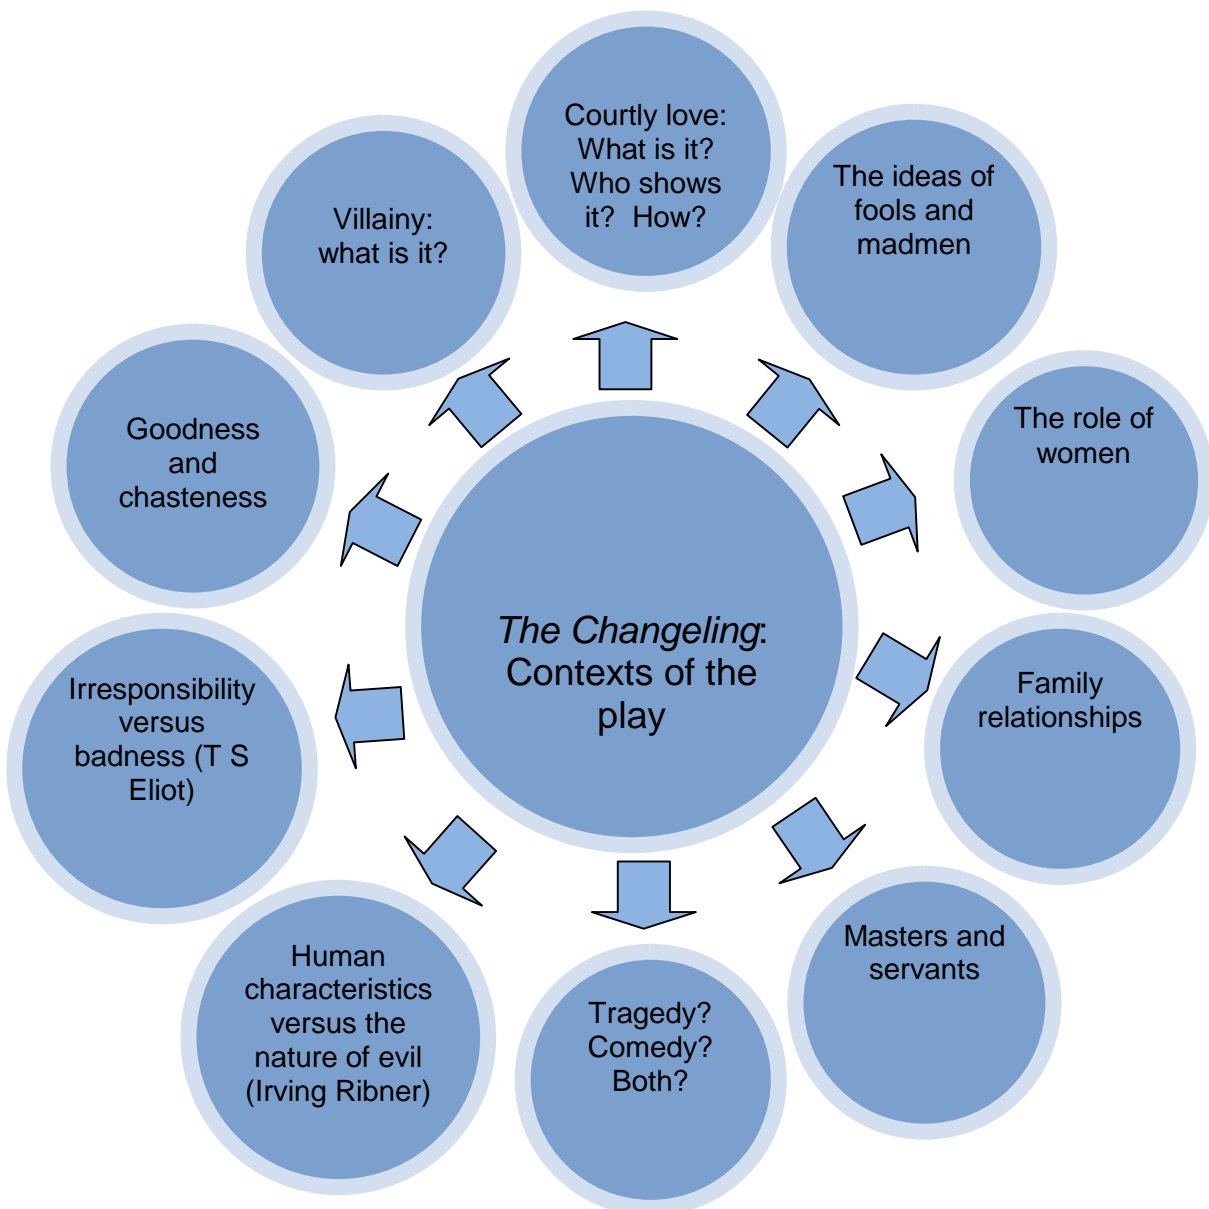 The Changeling:
Contexts of the
play
Courtly love:
What is it?
Who shows
it? How?
The ideas of
fools and
madmen
The role of
women
Family
relationships
Masters and
servants
Tragedy?
Comedy?
Both?
Human
characteristics
versus the
nature of evil
(Irving Ribner)
Irresponsibility
versus
badness (T S
Eliot)
Goodness
and
chasteness
Villainy:
what is it?